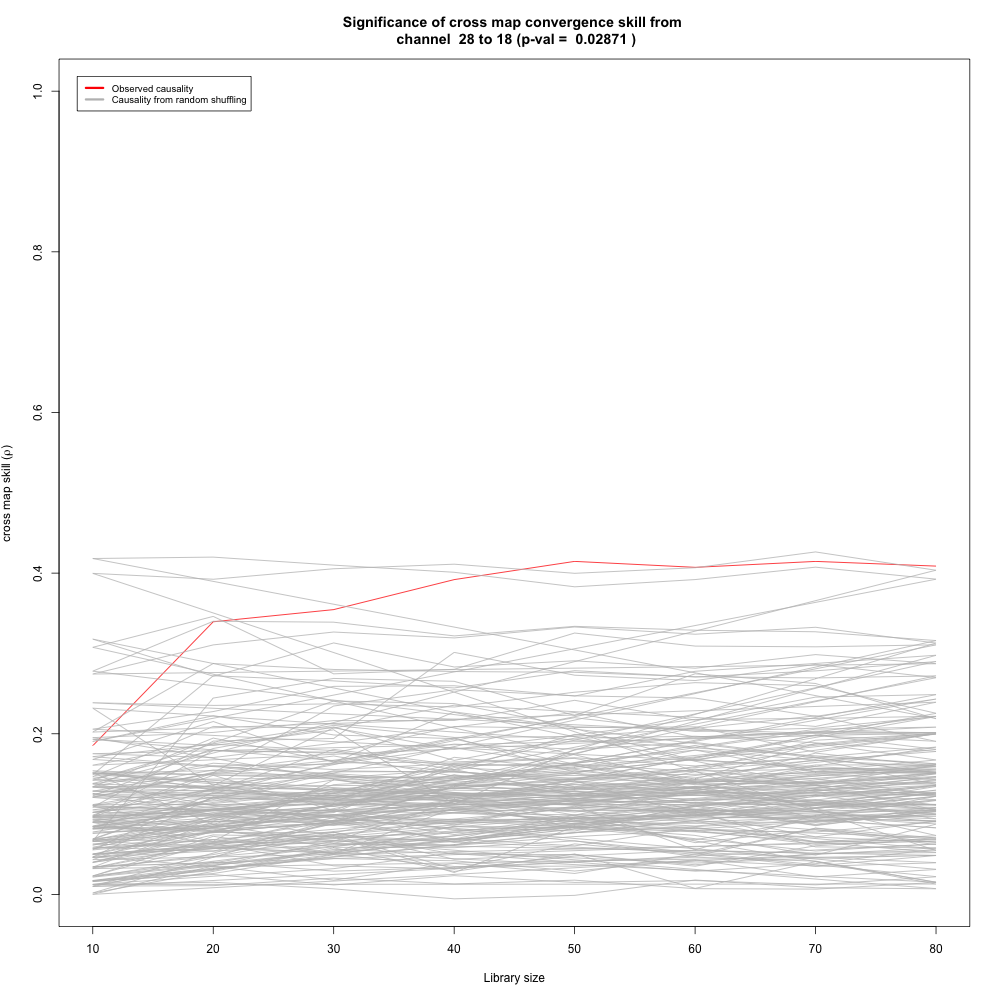 Significance of cross map convergence skill from
channel  28 to 18 (p-val =  0.02871 )
Observed causality
Causality from random shuffling
1.0
0.8
0.6
0.4
0.2
0.0
cross map skill (ρ)
10 20 30 40 50 60 70 80
Library size